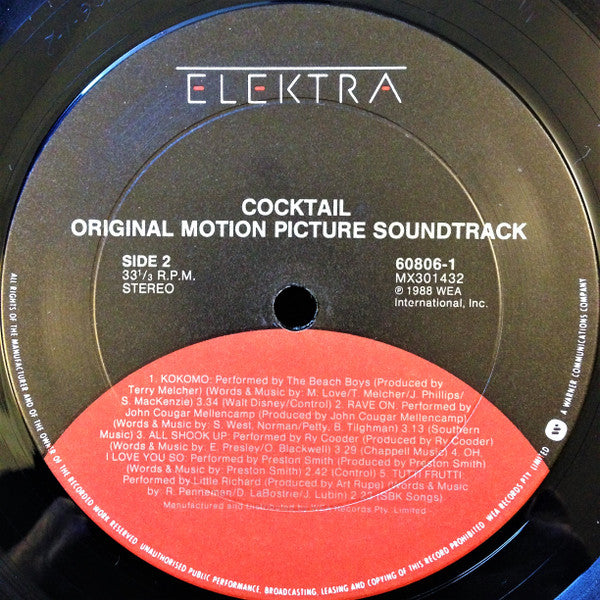 ELEKTRA
COCKTAIL
ORIGINAL MOTION PICTURE SOUNDTRACK
SIDE 2
33¹/₃ R.P.M.
STEREO
60806-1
MX301432
℗ 1988 WEA
International, Inc.
1. KOKOMO: Performed by The Beach Boys (Produced by
Terry Melcher) (Words & Music by: M. Love/T. Melcher/J. Phillips/
S. MacKenzie) 3.34 (Walt Disney/Control) 2. RAVE ON: Performed by
John Cougar Mellencamp (Produced by John Cougar Mellencamp)
(Words & Music by: S. West, Norman/Petty, B. Tilghman) 3 13 (Southern
Music) 3. ALL SHOOK UP: Performed by Ry Cooder (Produced by Ry Cooder)
(Words & Music by: E. Presley/O. Blackwell) 3 29 (Chappell Music) 4. OH,
I LOVE YOU SO: Performed by Preston Smith (Produced by Preston Smith)
(Words & Music by: Preston Smith) 2.42 (Control) 5. TUTTI FRUTTI
Performed by Little Richard (Produced by Art Rupe) (Words & Music
by: R. Penneman/D. LaBostrie/J. Lubin) 2 23 (SBK Songs)
Manufactured and Distributed by WEA Records Pty. Limited
ALL RIGHTS OF THE MANUFACTURER AND OF THE OWNER OF THE RECORDED WORK RESERVED. UNAUTHORISED PUBLIC PERFORMANCE, BROADCASTING, LEASING AND COPYING OF THIS RECORD PROHIBITED. WEA RECORDS PTY. LIMITED
A WARNER COMMUNICATIONS COMPANY